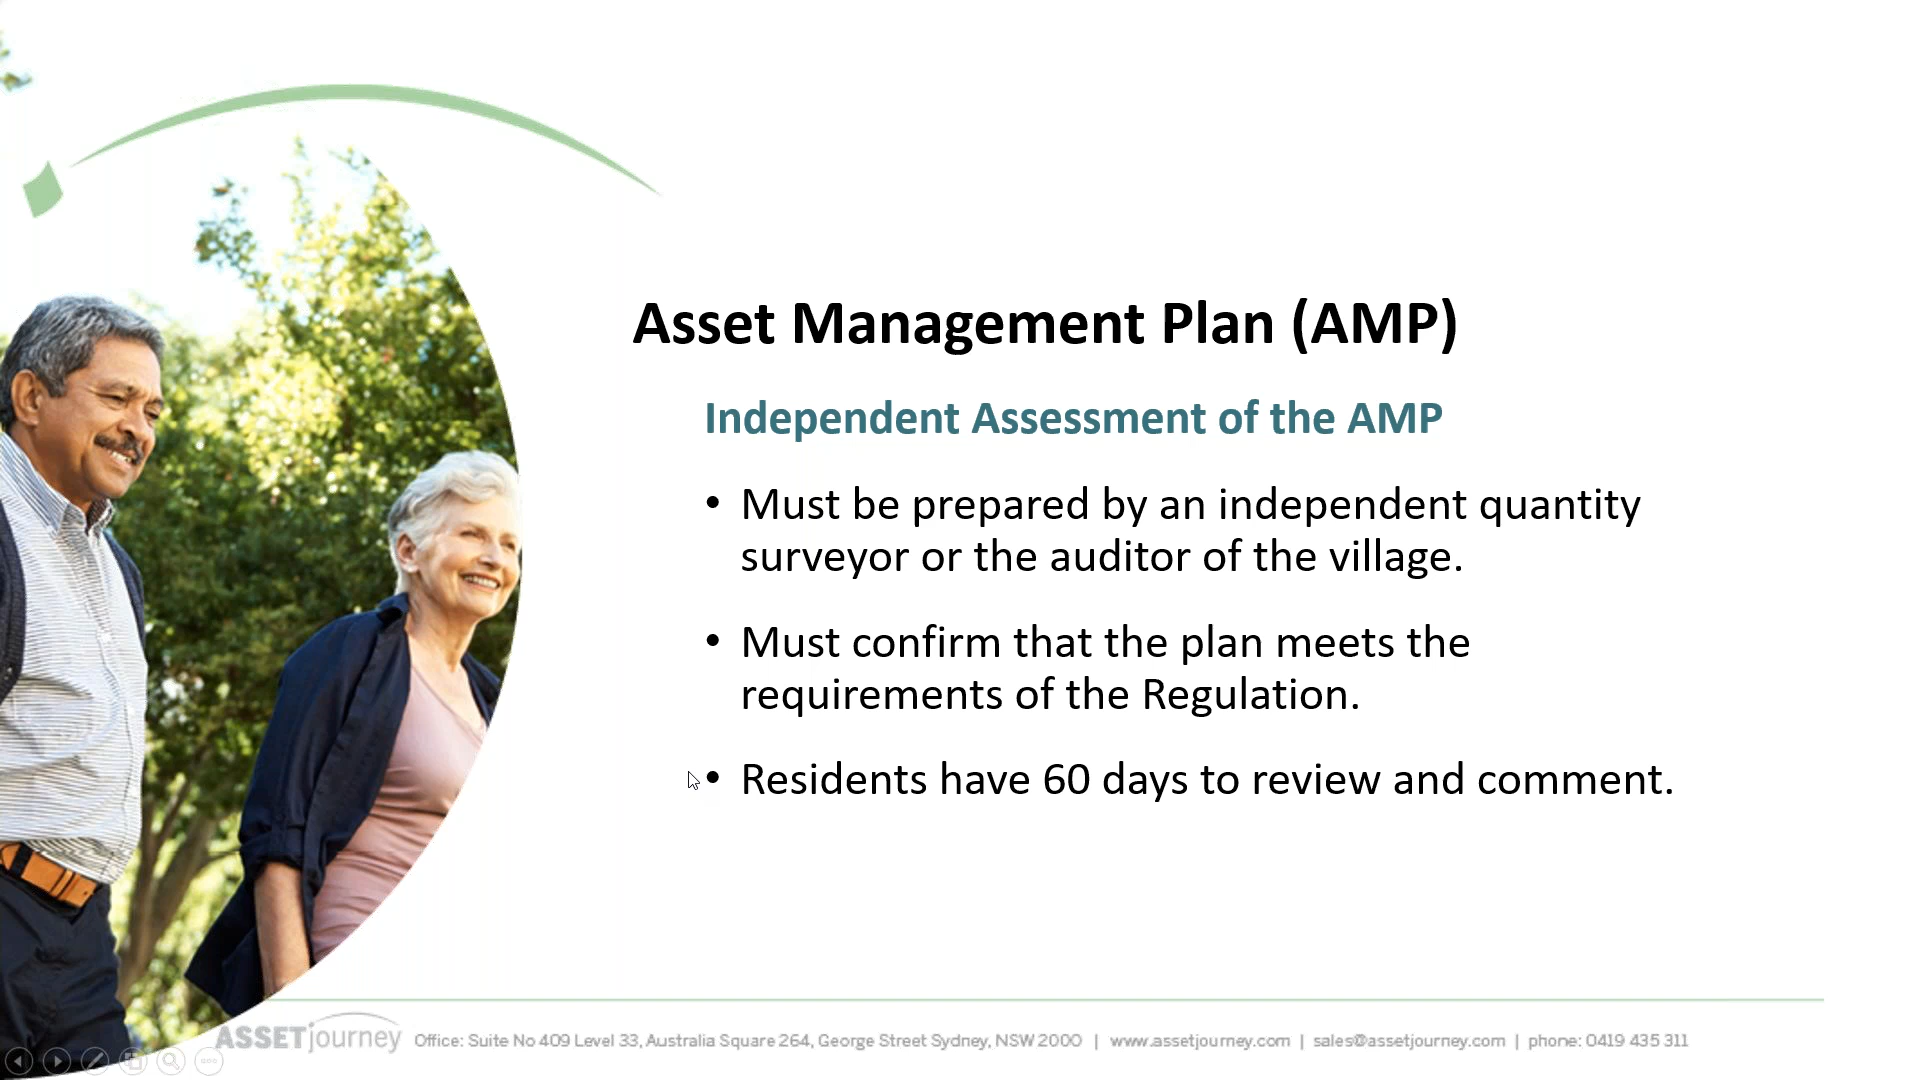 Asset Management Plan (AMP)
Independent Assessment of the AMP
• Must be prepared by an independent quantity
surveyor or the auditor of the village.
• Must confirm that the plan meets the
requirements of the Regulation.
• Residents have 60 days to review and comment.
ASSETjourney Office: Suite No 409 Level 33, Australia Square 264, George Street Sydney, NSW 2000 | www.assetjourney.com | sales@assetjourney.com | phone: 0419 435 311